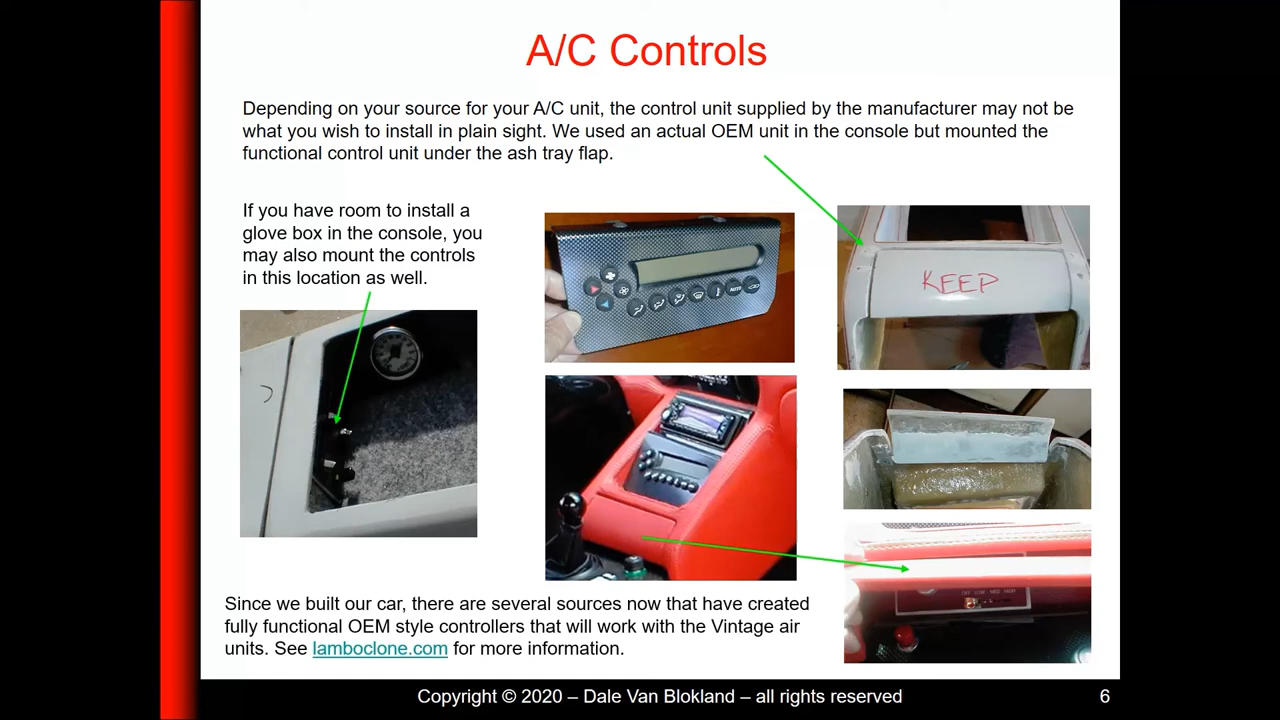 A/C Controls
Depending on your source for your A/C unit, the control unit supplied by the manufacturer may not be
what you wish to install in plain sight. We used an actual OEM unit in the console but mounted the
functional control unit under the ash tray flap.
If you have room to install a
glove box in the console, you
may also mount the controls
in this location as well.
KEEP
AUTO
OFF LOW MED HIGH
Since we built our car, there are several sources now that have created
fully functional OEM style controllers that will work with the Vintage air
units. See lamboclone.com for more information.
Copyright © 2020 – Dale Van Blokland – all rights reserved
6